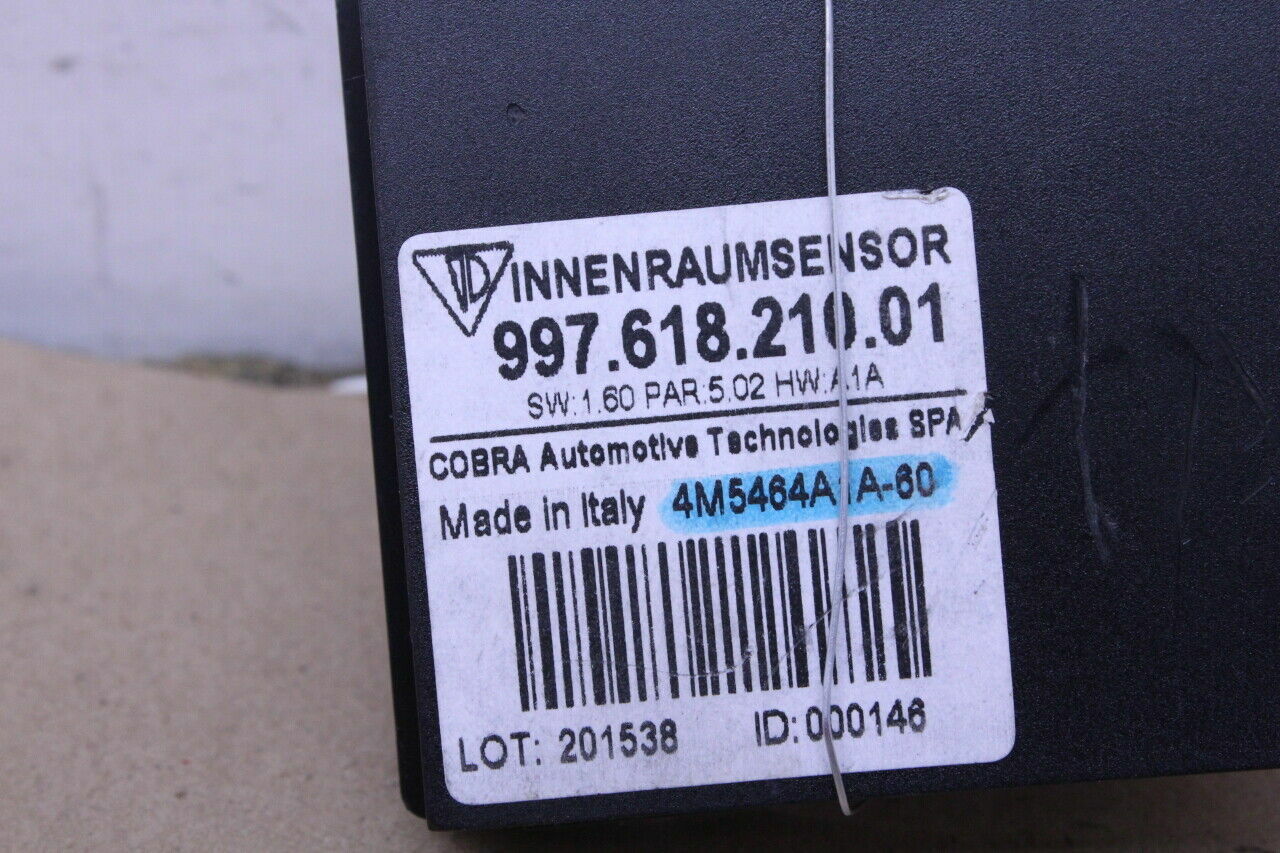 INNENRAUMSENSOR
997.618.210.01
SW:1.60 PAR:5.02 HW:A1A
COBRA Automotive Technologies SPA
Made in Italy 4M5464A1A-60
LOT: 201538 ID:000146